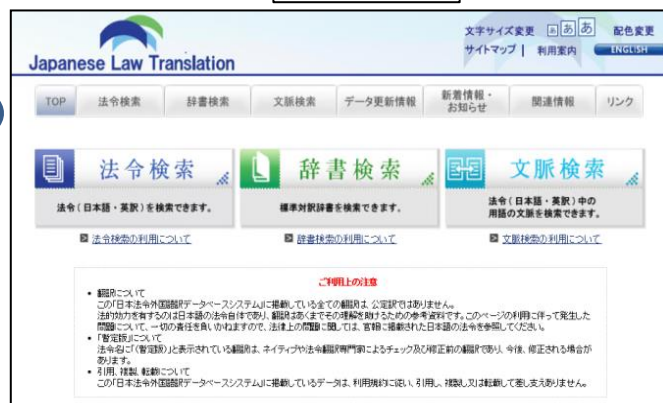 文字サイズ変更 あ あ あ 配色変更
サイトマップ | 利用案内 ENGLISH
Japanese Law Translation
TOP 法令検索 辞書検索 文脈検索 データ更新情報 新着情報・お知らせ 関連情報 リンク
法令検索 辞書検索 文脈検索
法令(日本語・英訳)を検索できます。 標準対訳辞書を検索できます。 法令(日本語・英訳)中の
用語の文脈を検索できます。
法令検索の利用について 辞書検索の利用について 文脈検索の利用について
ご利用上の注意
• 翻訳について
この「日本法令外国語訳データベースシステム」に掲載している全ての翻訳は、公定訳ではありません。
法的効力を有するのは日本語の法令自体であり、翻訳はあくまでその理解を助けるための参考資料です。このページの利用に伴って発生した
問題について、一切の責任を負いかねますので、法律上の問題に関しては、官報に掲載された日本語の法令を参照してください。
• 「暫定版」について
法令名に「(暫定版)」と表示されている翻訳は、ネイティブや法令翻訳専門家によるチェック及び修正前の翻訳であり、今後、修正される場合が
あります。
• 引用、複製、転載について
この「日本法令外国語訳データベースシステム」に掲載しているデータは、利用規約に従い、引用し、複製し、又は転載して差し支えありません。